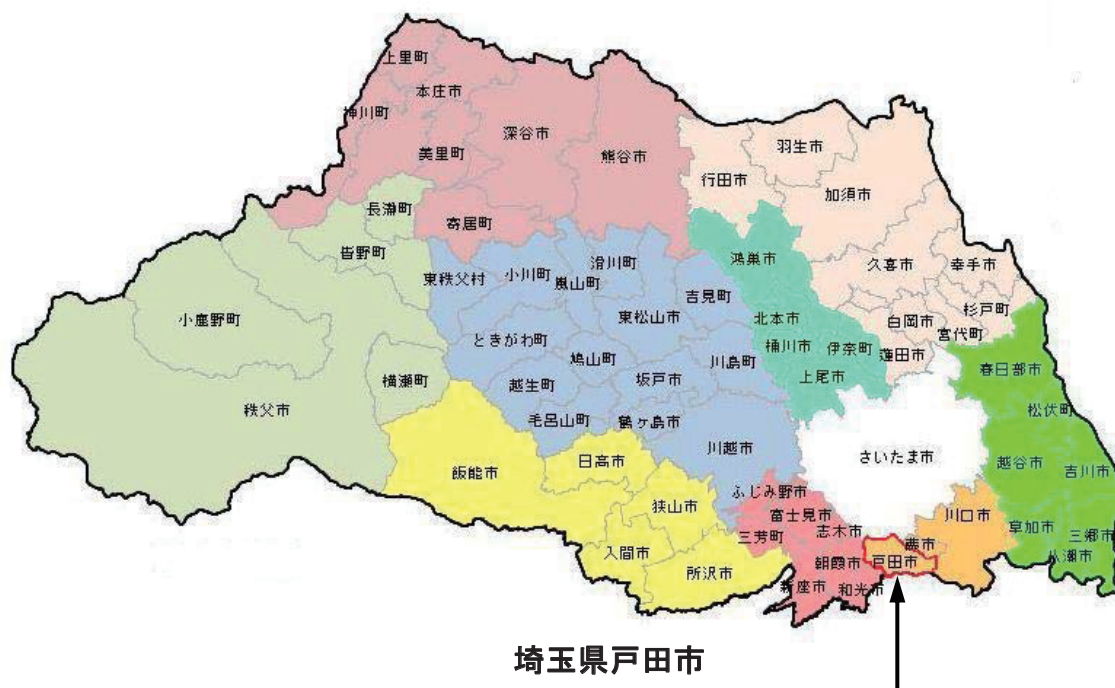 上里町
本庄市
神川町
美里町
深谷市
熊谷市
寄居町
長瀞町
皆野町
小鹿野町
秩父市
横瀬町
東秩父村
小川町
嵐山町
滑川町
吉見町
東松山市
ときがわ町
鳩山町
川島町
越生町
坂戸市
毛呂山町
鶴ヶ島市
川越市
飯能市
日高市
狭山市
入間市
所沢市
ふじみ野市
富士見市
三芳町
志木市
朝霞市
新座市
和光市
行田市
羽生市
加須市
久喜市
幸手市
杉戸町
白岡市
宮代町
蓮田市
鴻巣市
北本市
桶川市
伊奈町
上尾市
さいたま市
春日部市
松伏町
越谷市
吉川市
草加市
三郷市
八潮市
川口市
蕨市
戸田市
埼玉県戸田市